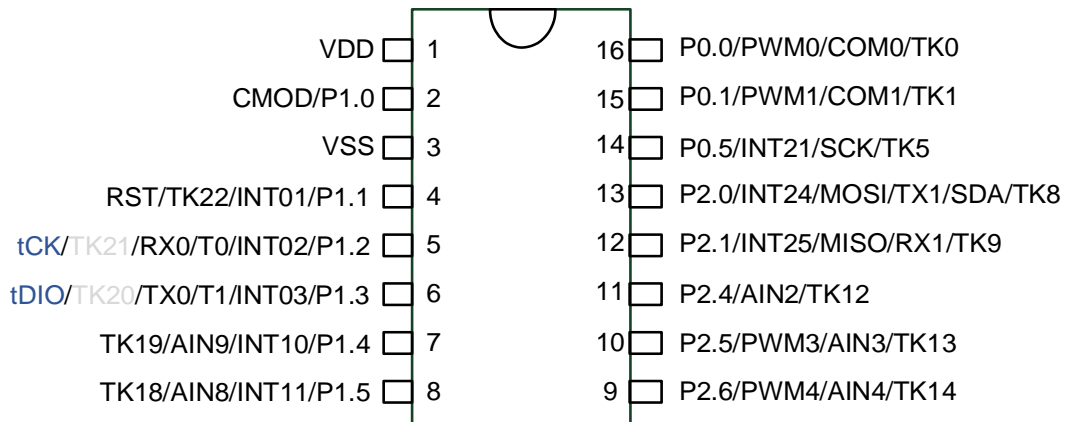 VDD 1 16 P0.0/PWM0/COM0/TK0
CMOD/P1.0 2 15 P0.1/PWM1/COM1/TK1
VSS 3 14 P0.5/INT21/SCK/TK5
RST/TK22/INT01/P1.1 4 13 P2.0/INT24/MOSI/TX1/SDA/TK8
tCK/TK21/RX0/T0/INT02/P1.2 5 12 P2.1/INT25/MISO/RX1/TK9
tDIO/TK20/TX0/T1/INT03/P1.3 6 11 P2.4/AIN2/TK12
TK19/AIN9/INT10/P1.4 7 10 P2.5/PWM3/AIN3/TK13
TK18/AIN8/INT11/P1.5 8 9 P2.6/PWM4/AIN4/TK14